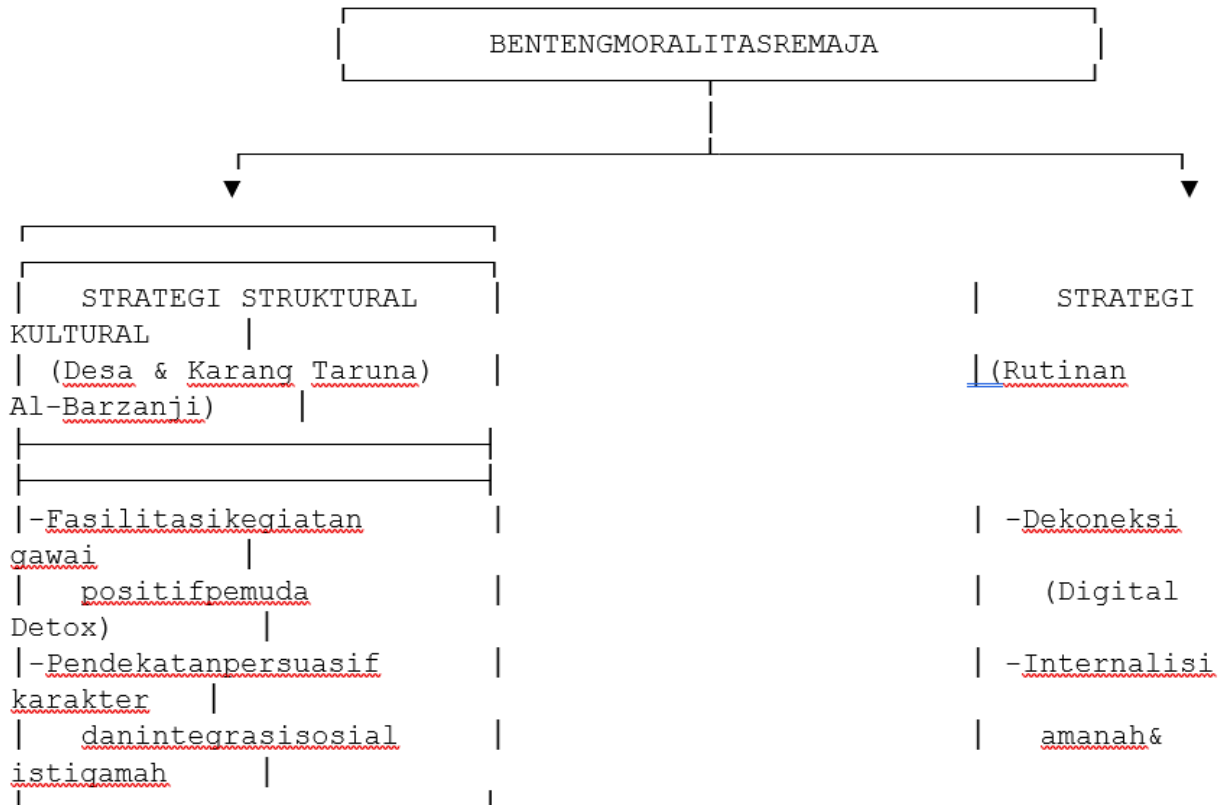 BENTENGMORALITASREMAJA
STRATEGI STRUKTURAL STRATEGI
KULTURAL
(Desa & Karang Taruna) (Rutinan
Al-Barzanji)
-Fasilitasikegiatan -Dekoneksi
gawai
positifpemuda (Digital
Detox)
-Pendekatanpersuasif -Internalisi
karakter
danintegrasisosial amanah&
istiqamah